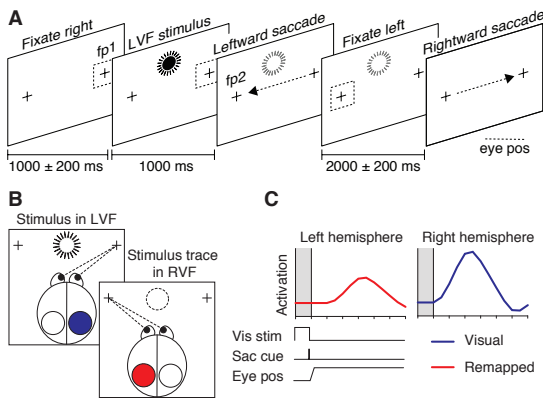 A
Fixate right
LVF stimulus
Leftward saccade
Fixate left
Rightward saccade
fp1
fp2
1000 ± 200 ms
1000 ms
2000 ± 200 ms
eye pos
B
Stimulus in LVF
Stimulus trace
in RVF
C
Left hemisphere
Right hemisphere
Activation
Vis stim
Sac cue
Eye pos
Visual
Remapped